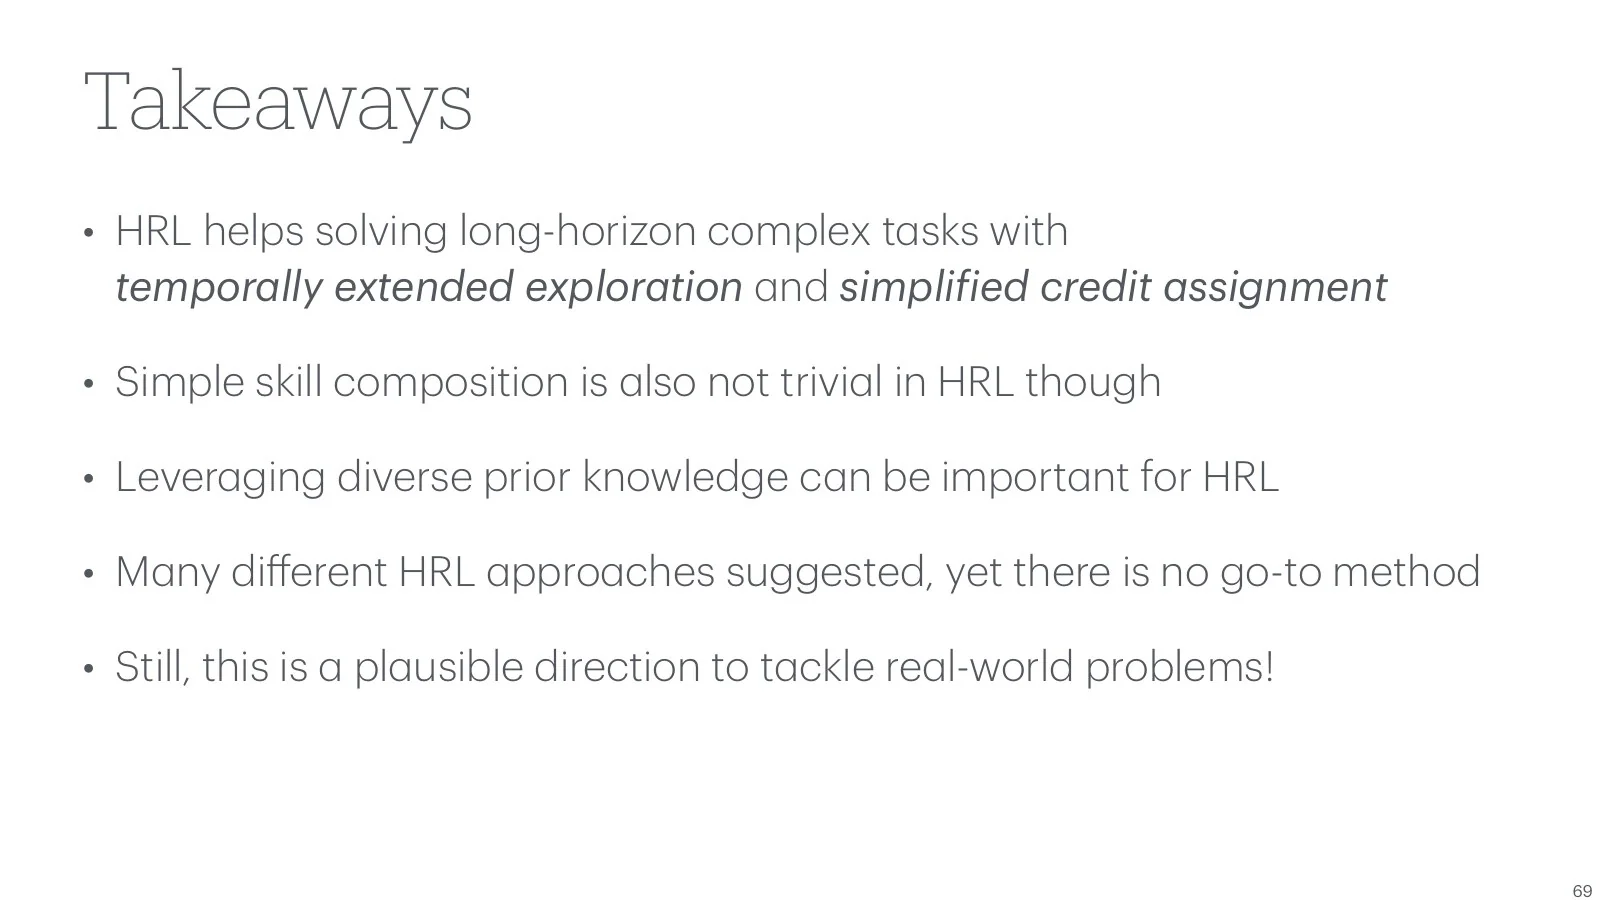 Takeaways
• HRL helps solving long-horizon complex tasks with
temporally extended exploration and simplified credit assignment
• Simple skill composition is also not trivial in HRL though
• Leveraging diverse prior knowledge can be important for HRL
• Many different HRL approaches suggested, yet there is no go-to method
• Still, this is a plausible direction to tackle real-world problems!
69